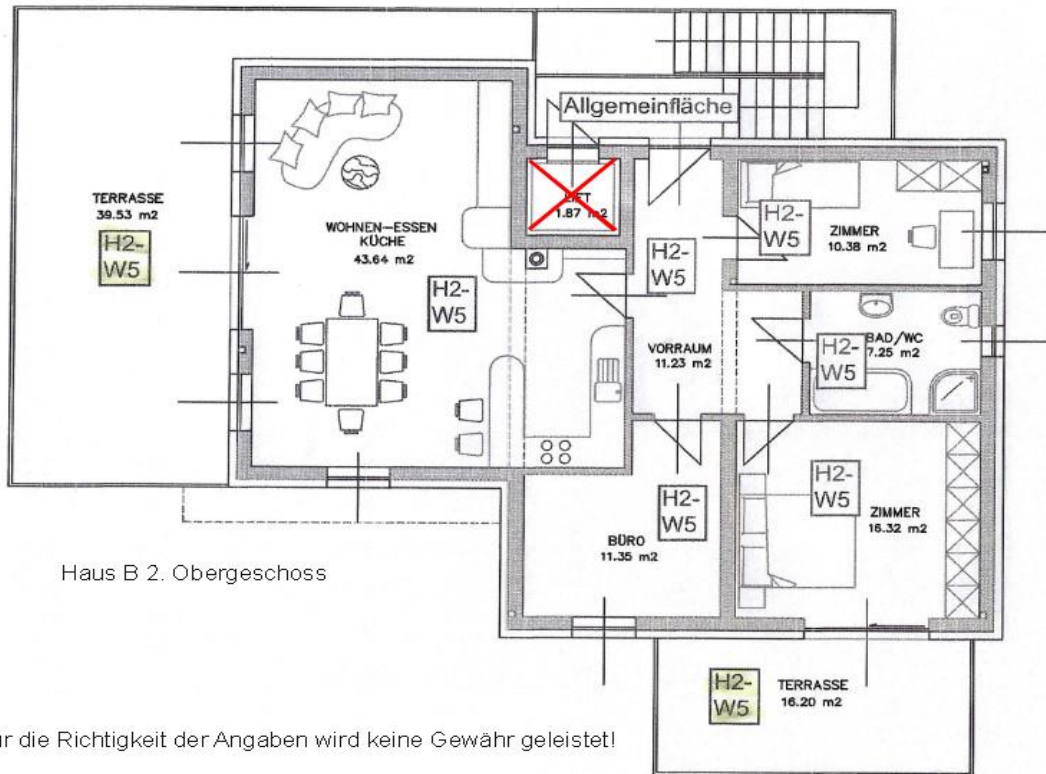 Allgemeinfläche
LIFT
1.87 m2
TERRASSE
39.53 m2
H2-
W5
WOHNEN-ESSEN
KÜCHE
43.64 m2
H2-
W5
H2-
W5
H2-
W5
ZIMMER
10.38 m2
VORRAUM
11.23 m2
H2-
W5
BAD/WC
7.25 m2
H2-
W5
BÜRO
11.35 m2
H2-
W5
ZIMMER
16.32 m2
Haus B 2. Obergeschoss
H2-
W5
TERRASSE
16.20 m2
ür die Richtigkeit der Angaben wird keine Gewähr geleistet!